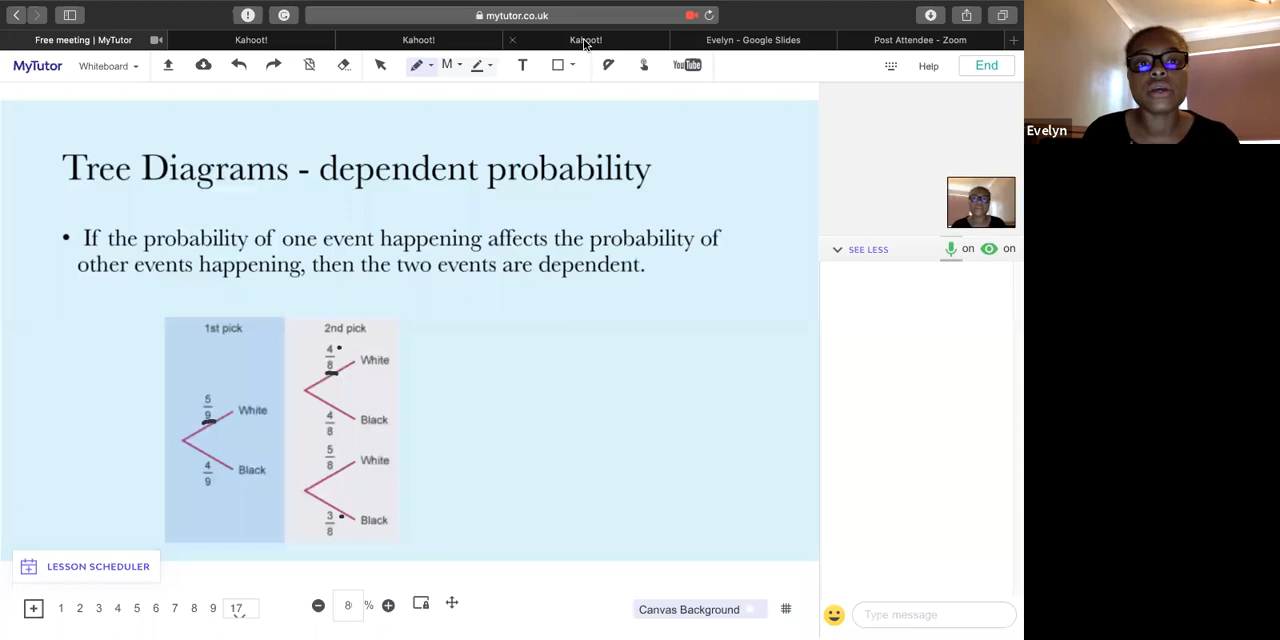 mytutor.co.uk
Free meeting | MyTutor
Kahoot!
Kahoot!
Kahoot!
Evelyn - Google Slides
Post Attendee - Zoom
MyTutor
Whiteboard
M
T
YouTube
Help
End
Evelyn
Tree Diagrams - dependent probability
• If the probability of one event happening affects the probability of
other events happening, then the two events are dependent.
SEE LESS
on
on
1st pick
2nd pick
4/8
White
5/9
White
4/8
Black
5/8
White
4/9
Black
3/8
Black
LESSON SCHEDULER
1 2 3 4 5 6 7 8 9 17
8 %
Canvas Background
Type message